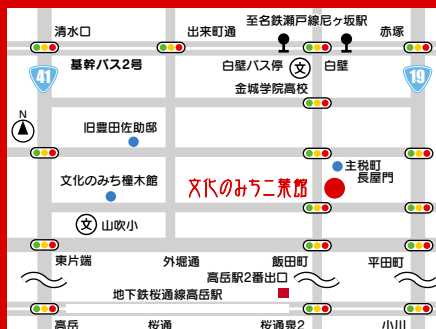 至名鉄瀬戸線尼ヶ坂駅
清水口
出来町通
赤塚
基幹バス2号
白壁バス停
文
白壁
41
19
金城学院高校
N
旧豊田佐助邸
主税町
長屋門
文化のみち橦木館
文化のみち二葉館
文
山吹小
東片端
外堀通
飯田町
平田町
高岳駅2番出口
地下鉄桜通線高岳駅
高岳
桜通
桜通泉2
小川